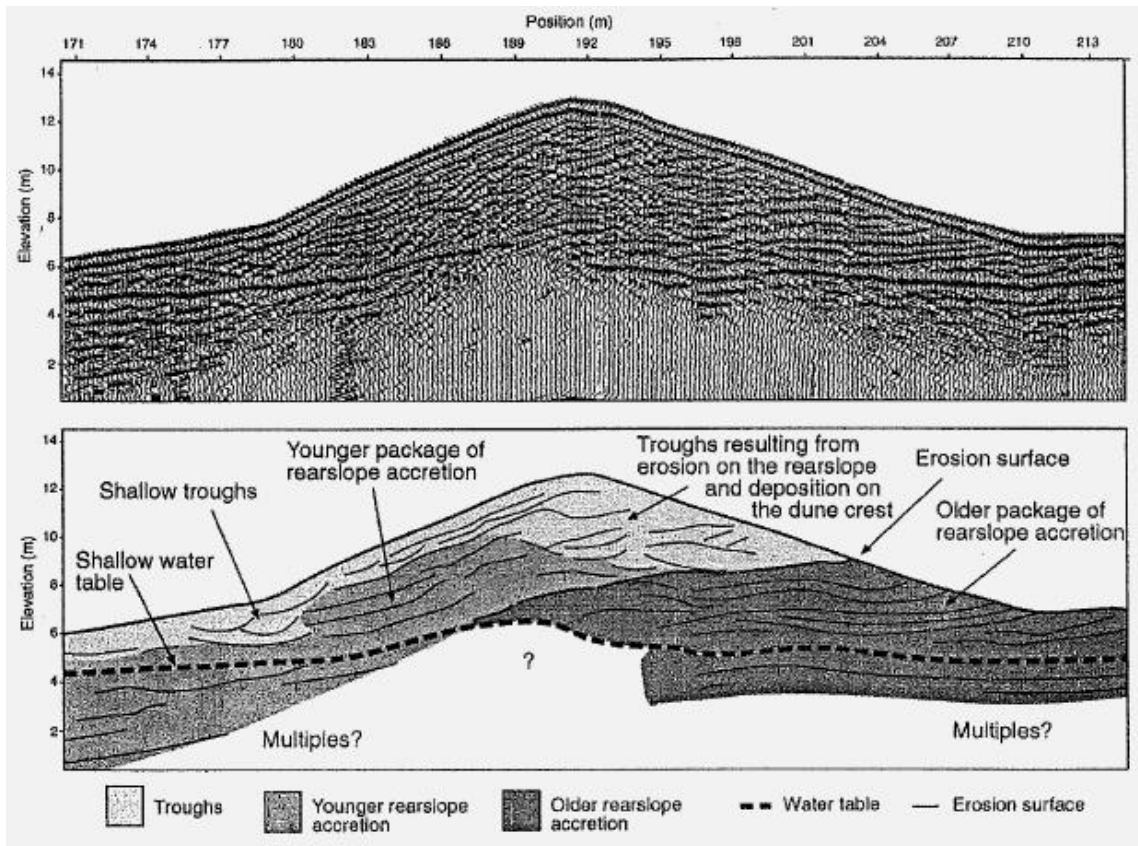 Position (m)
171 174 177 180 183 186 189 192 195 198 201 204 207 210 213
Elevation (m)
14
12
10
8
6
4
2
Elevation (m)
14
12
10
8
6
4
2
Younger package of
rearslope accretion
Troughs resulting from
erosion on the rearslope
and deposition on
the dune crest
Erosion surface
Shallow troughs
Older package of
rearslope accretion
Shallow water
table
?
Multiples?
Multiples?
Troughs
Younger rearslope
accretion
Older rearslope
accretion
Water table
Erosion surface